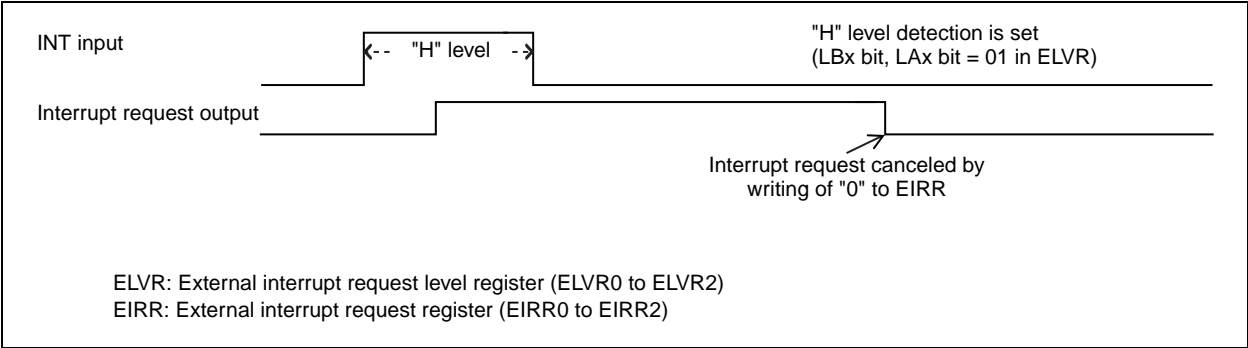 INT input
"H" level
"H" level detection is set
(LBx bit, LAx bit = 01 in ELVR)
Interrupt request output
Interrupt request canceled by
writing of "0" to EIRR
ELVR: External interrupt request level register (ELVR0 to ELVR2)
EIRR: External interrupt request register (EIRR0 to EIRR2)